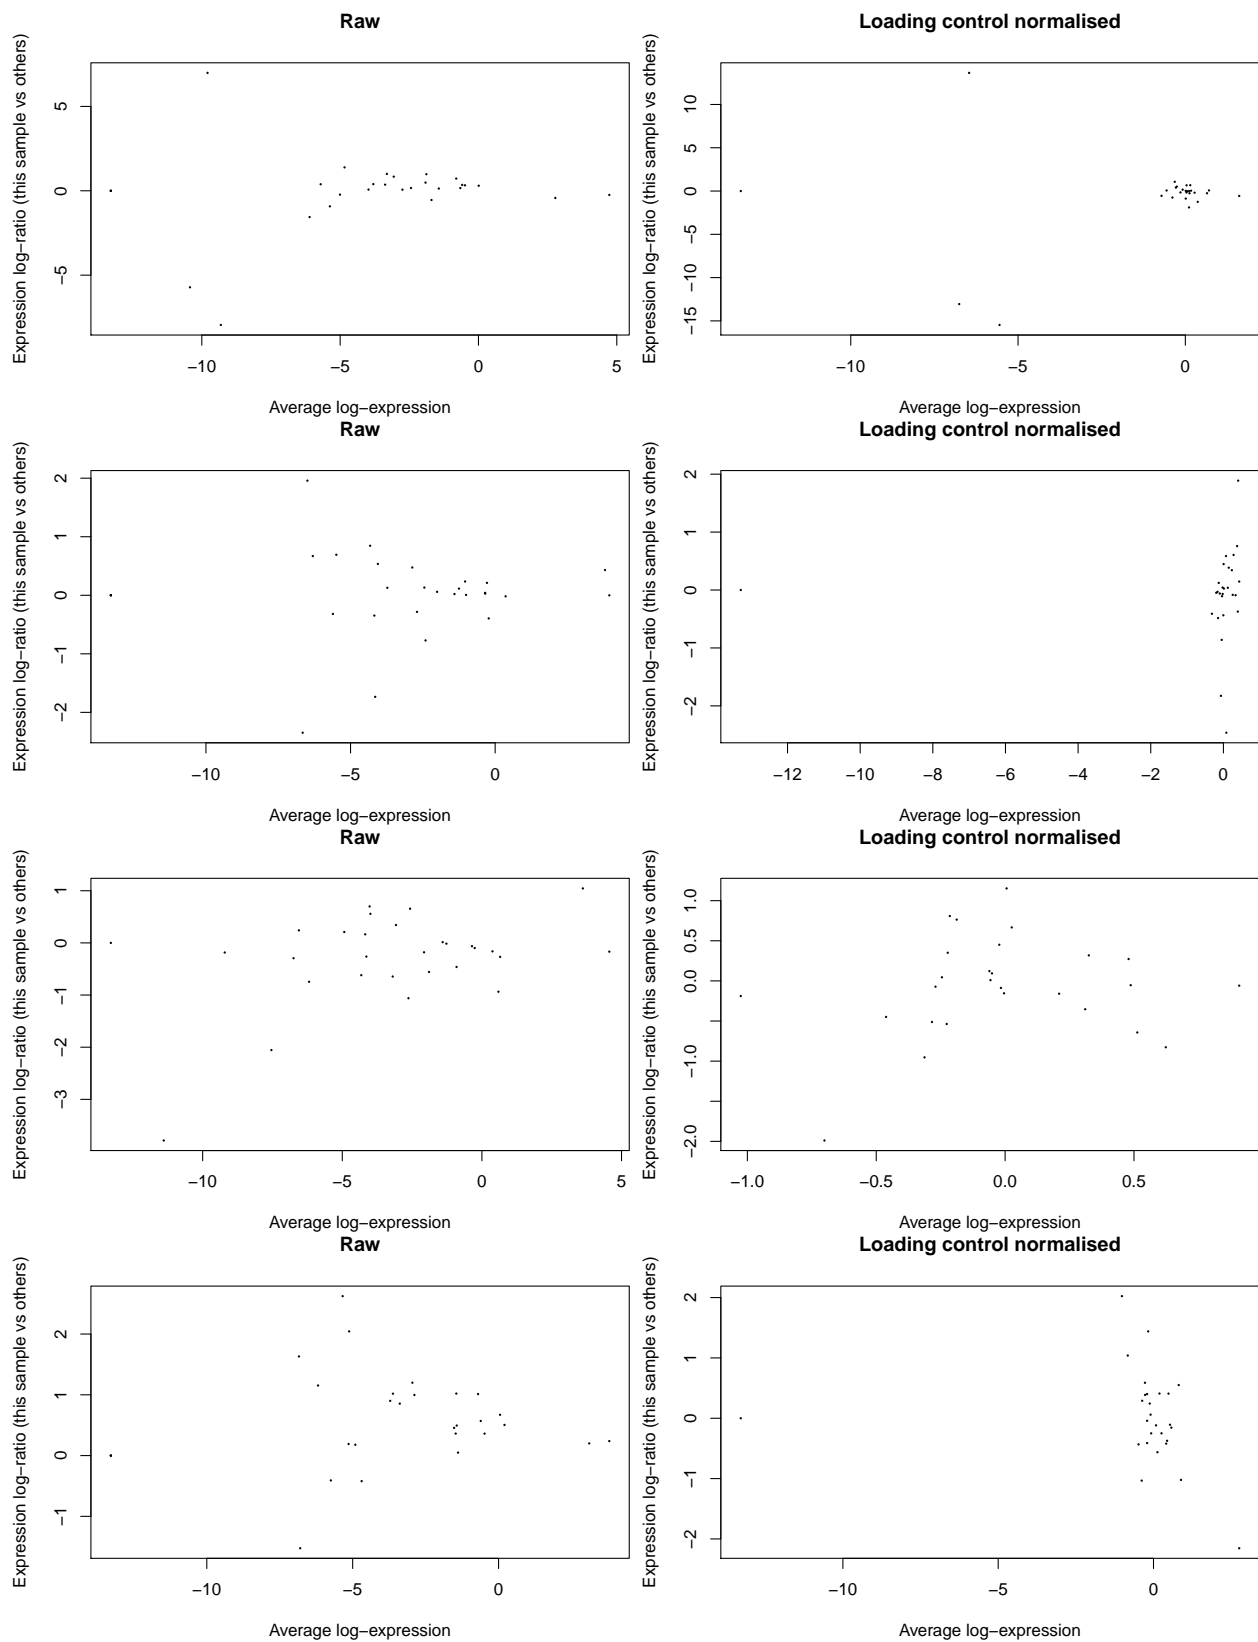 Raw
Expression log−ratio (this sample vs others)
5
0
−5
−10
−5
0
5
Average log−expression
Loading control normalised
Expression log−ratio (this sample vs others)
10
5
0
−5
−10
−15
−10
−5
0
Average log−expression
Raw
Expression log−ratio (this sample vs others)
2
1
0
−1
−2
−10
−5
0
Average log−expression
Loading control normalised
Expression log−ratio (this sample vs others)
2
1
0
−1
−2
−12
−10
−8
−6
−4
−2
0
Average log−expression
Raw
Expression log−ratio (this sample vs others)
1
0
−1
−2
−3
−10
−5
0
5
Average log−expression
Loading control normalised
Expression log−ratio (this sample vs others)
1.0
0.5
0.0
−1.0
−2.0
−1.0
−0.5
0.0
0.5
Average log−expression
Raw
Expression log−ratio (this sample vs others)
2
1
0
−1
−10
−5
0
Average log−expression
Loading control normalised
Expression log−ratio (this sample vs others)
2
1
0
−1
−2
−10
−5
0
Average log−expression